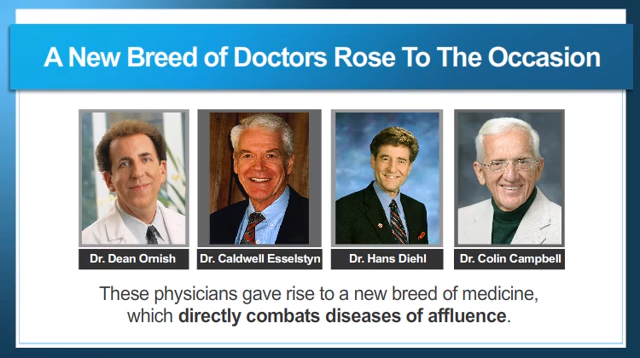 A New Breed of Doctors Rose To The Occasion
Dr. Dean Ornish
Dr. Caldwell Esselstyn
Dr. Hans Diehl
Dr. Colin Campbell
These physicians gave rise to a new breed of medicine,
which directly combats diseases of affluence.